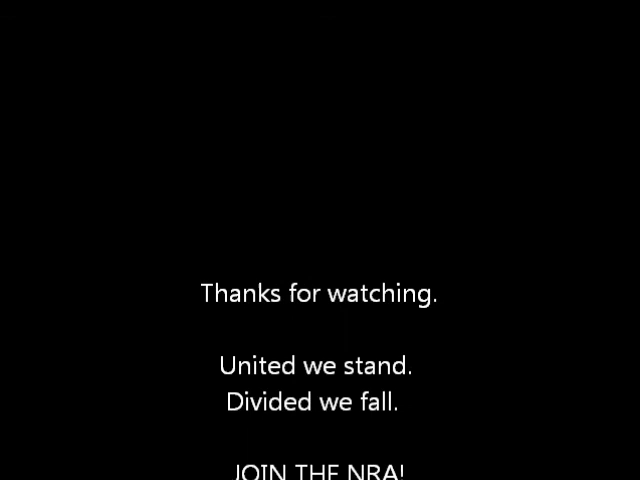 Thanks for watching.
United we stand.
Divided we fall.
JOIN THE NRA!